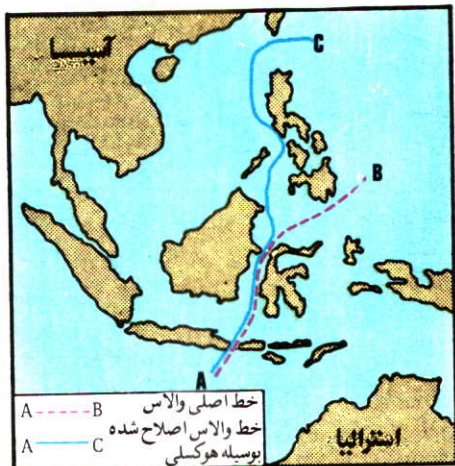 آسیا
C
B
A
استرالیا
A-----B خط اصلی والاس
خط والاس اصلاح شده
A——C بوسیله هوکسلی